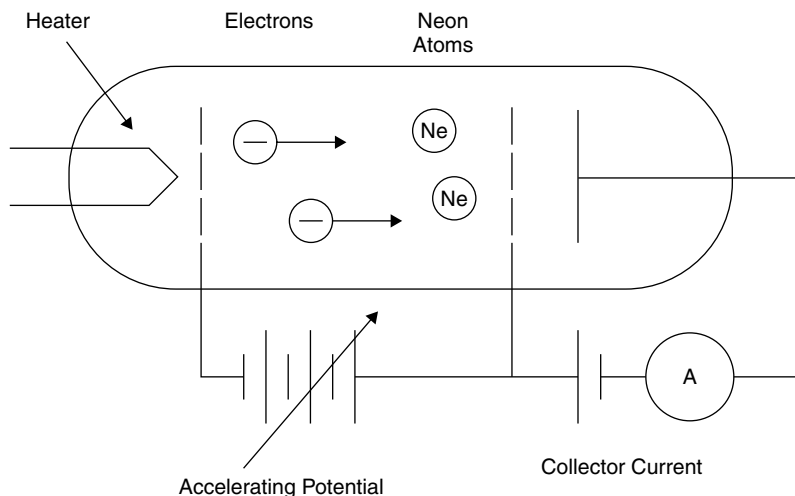 Heater
Electrons
Neon
Atoms
Ne
Ne
A
Collector Current
Accelerating Potential